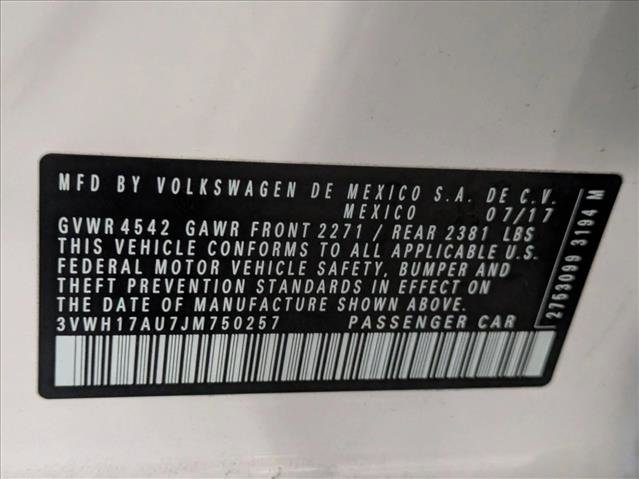 MFD BY VOLKSWAGEN DE MEXICO S.A. DE C.V.
MEXICO 07/17
GVWR 4542 GAWR FRONT 2271 / REAR 2381 LBS
THIS VEHICLE CONFORMS TO ALL APPLICABLE U.S.
FEDERAL MOTOR VEHICLE SAFETY, BUMPER AND
THEFT PREVENTION STANDARDS IN EFFECT ON
THE DATE OF MANUFACTURE SHOWN ABOVE.
3VWH17AU7JM750257 PASSENGER CAR
2763099 3194 M